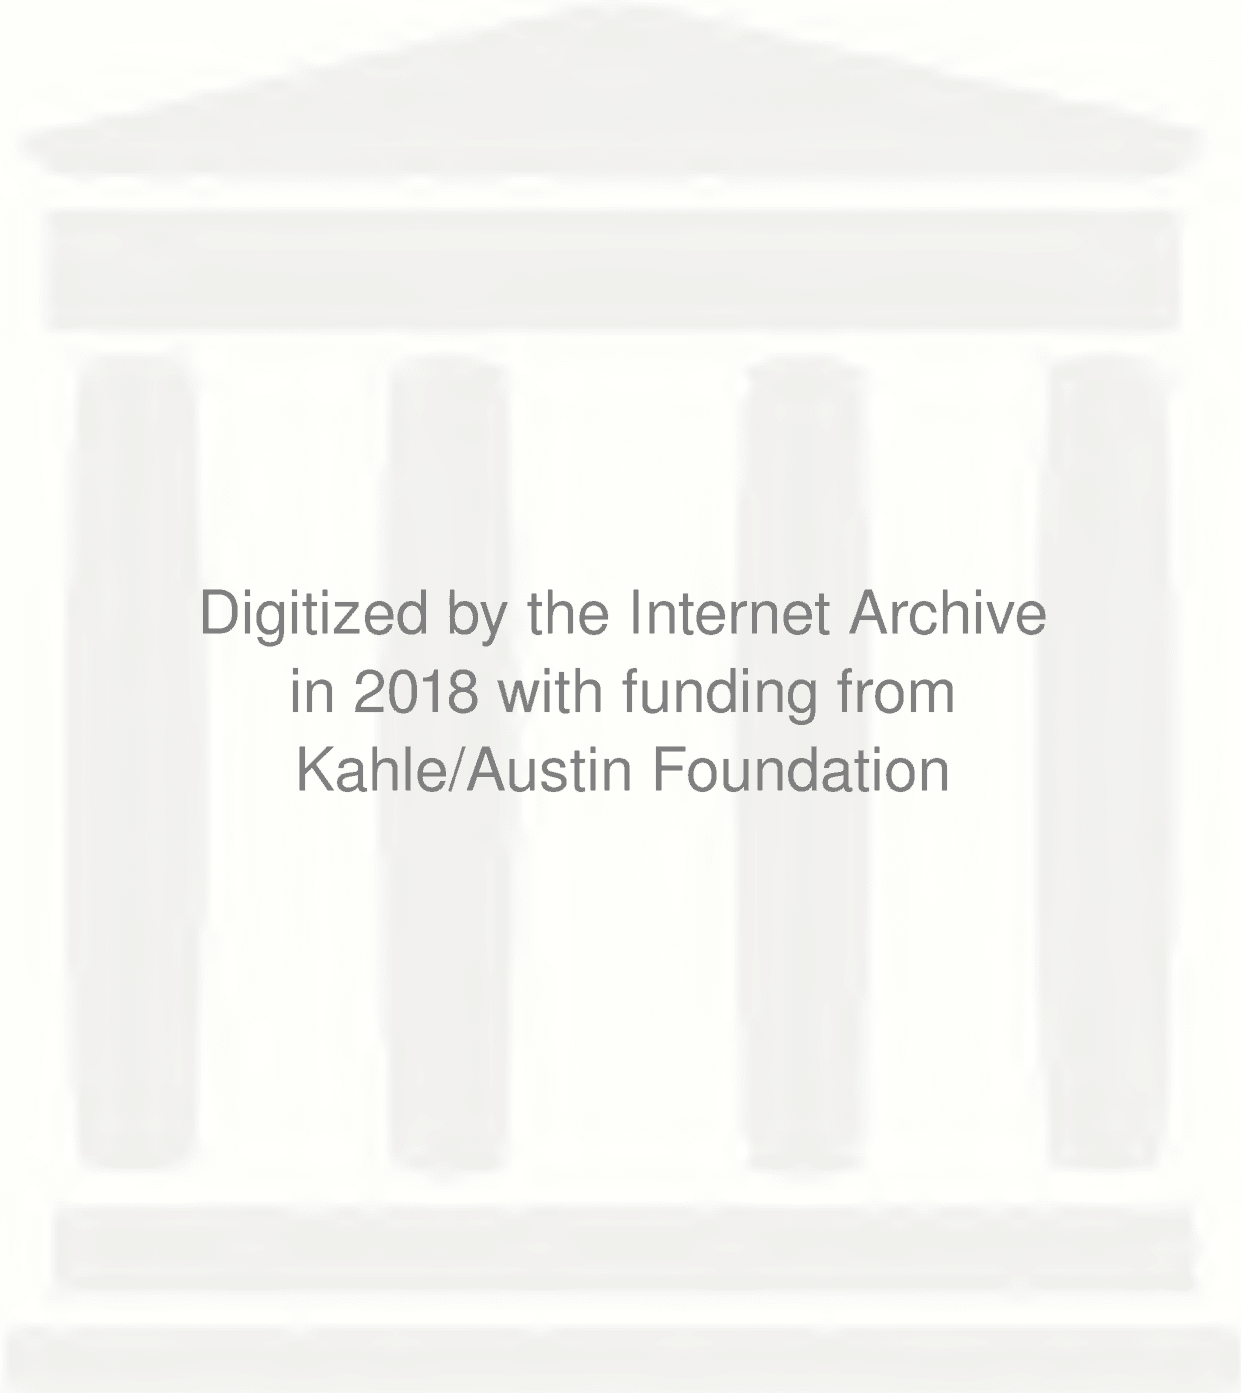 Digitized by the Internet Archive
in 2018 with funding from
Kahle/Austin Foundation